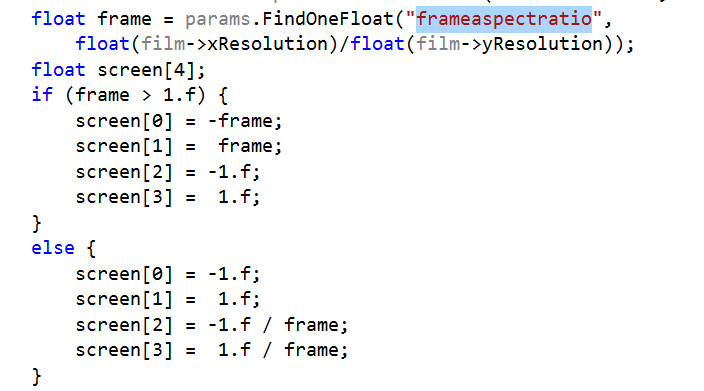 float frame = params.FindOneFloat("frameaspectratio",
    float(film->xResolution)/float(film->yResolution));
float screen[4];
if (frame > 1.f) {
    screen[0] = -frame;
    screen[1] =  frame;
    screen[2] = -1.f;
    screen[3] =  1.f;
}
else {
    screen[0] = -1.f;
    screen[1] =  1.f;
    screen[2] = -1.f / frame;
    screen[3] =  1.f / frame;
}